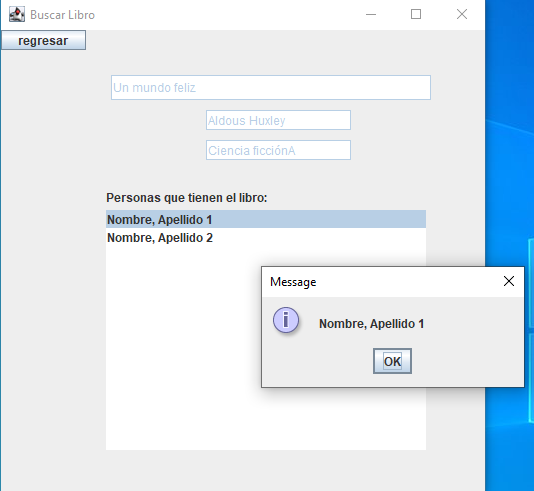 Buscar Libro
regresar
Un mundo feliz
Aldous Huxley
Ciencia ficciónA
Personas que tienen el libro:
Nombre, Apellido 1
Nombre, Apellido 2
Message
i
Nombre, Apellido 1
OK